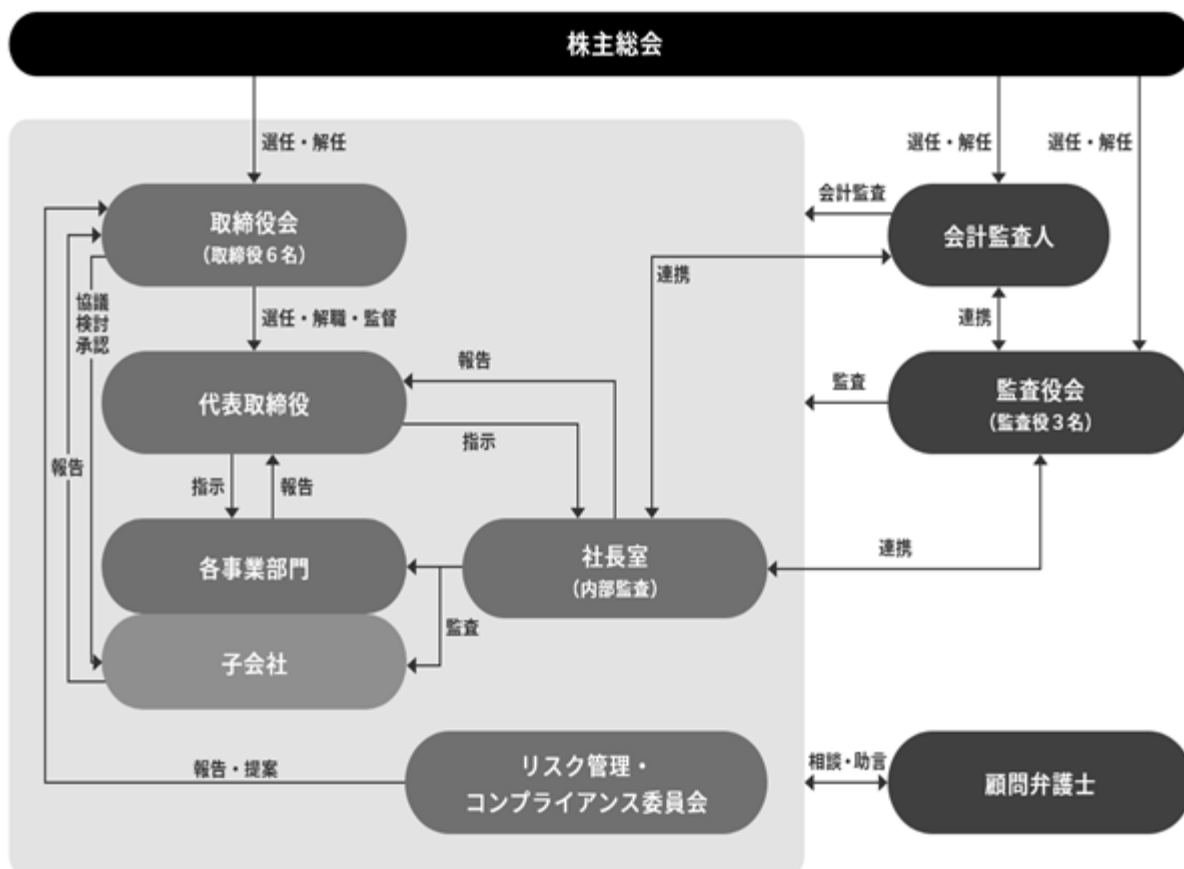 株主総会
選任・解任
選任・解任
選任・解任
取締役会
（取締役６名）
会計監査
会計監査人
連携
協議
検討
承認
選任・解職・監督
連携
報告
代表取締役
監査
監査役会
（監査役３名）
指示
報告
指示
報告
各事業部門
社長室
（内部監査）
連携
監査
子会社
報告・提案
リスク管理・
コンプライアンス委員会
相談・助言
顧問弁護士